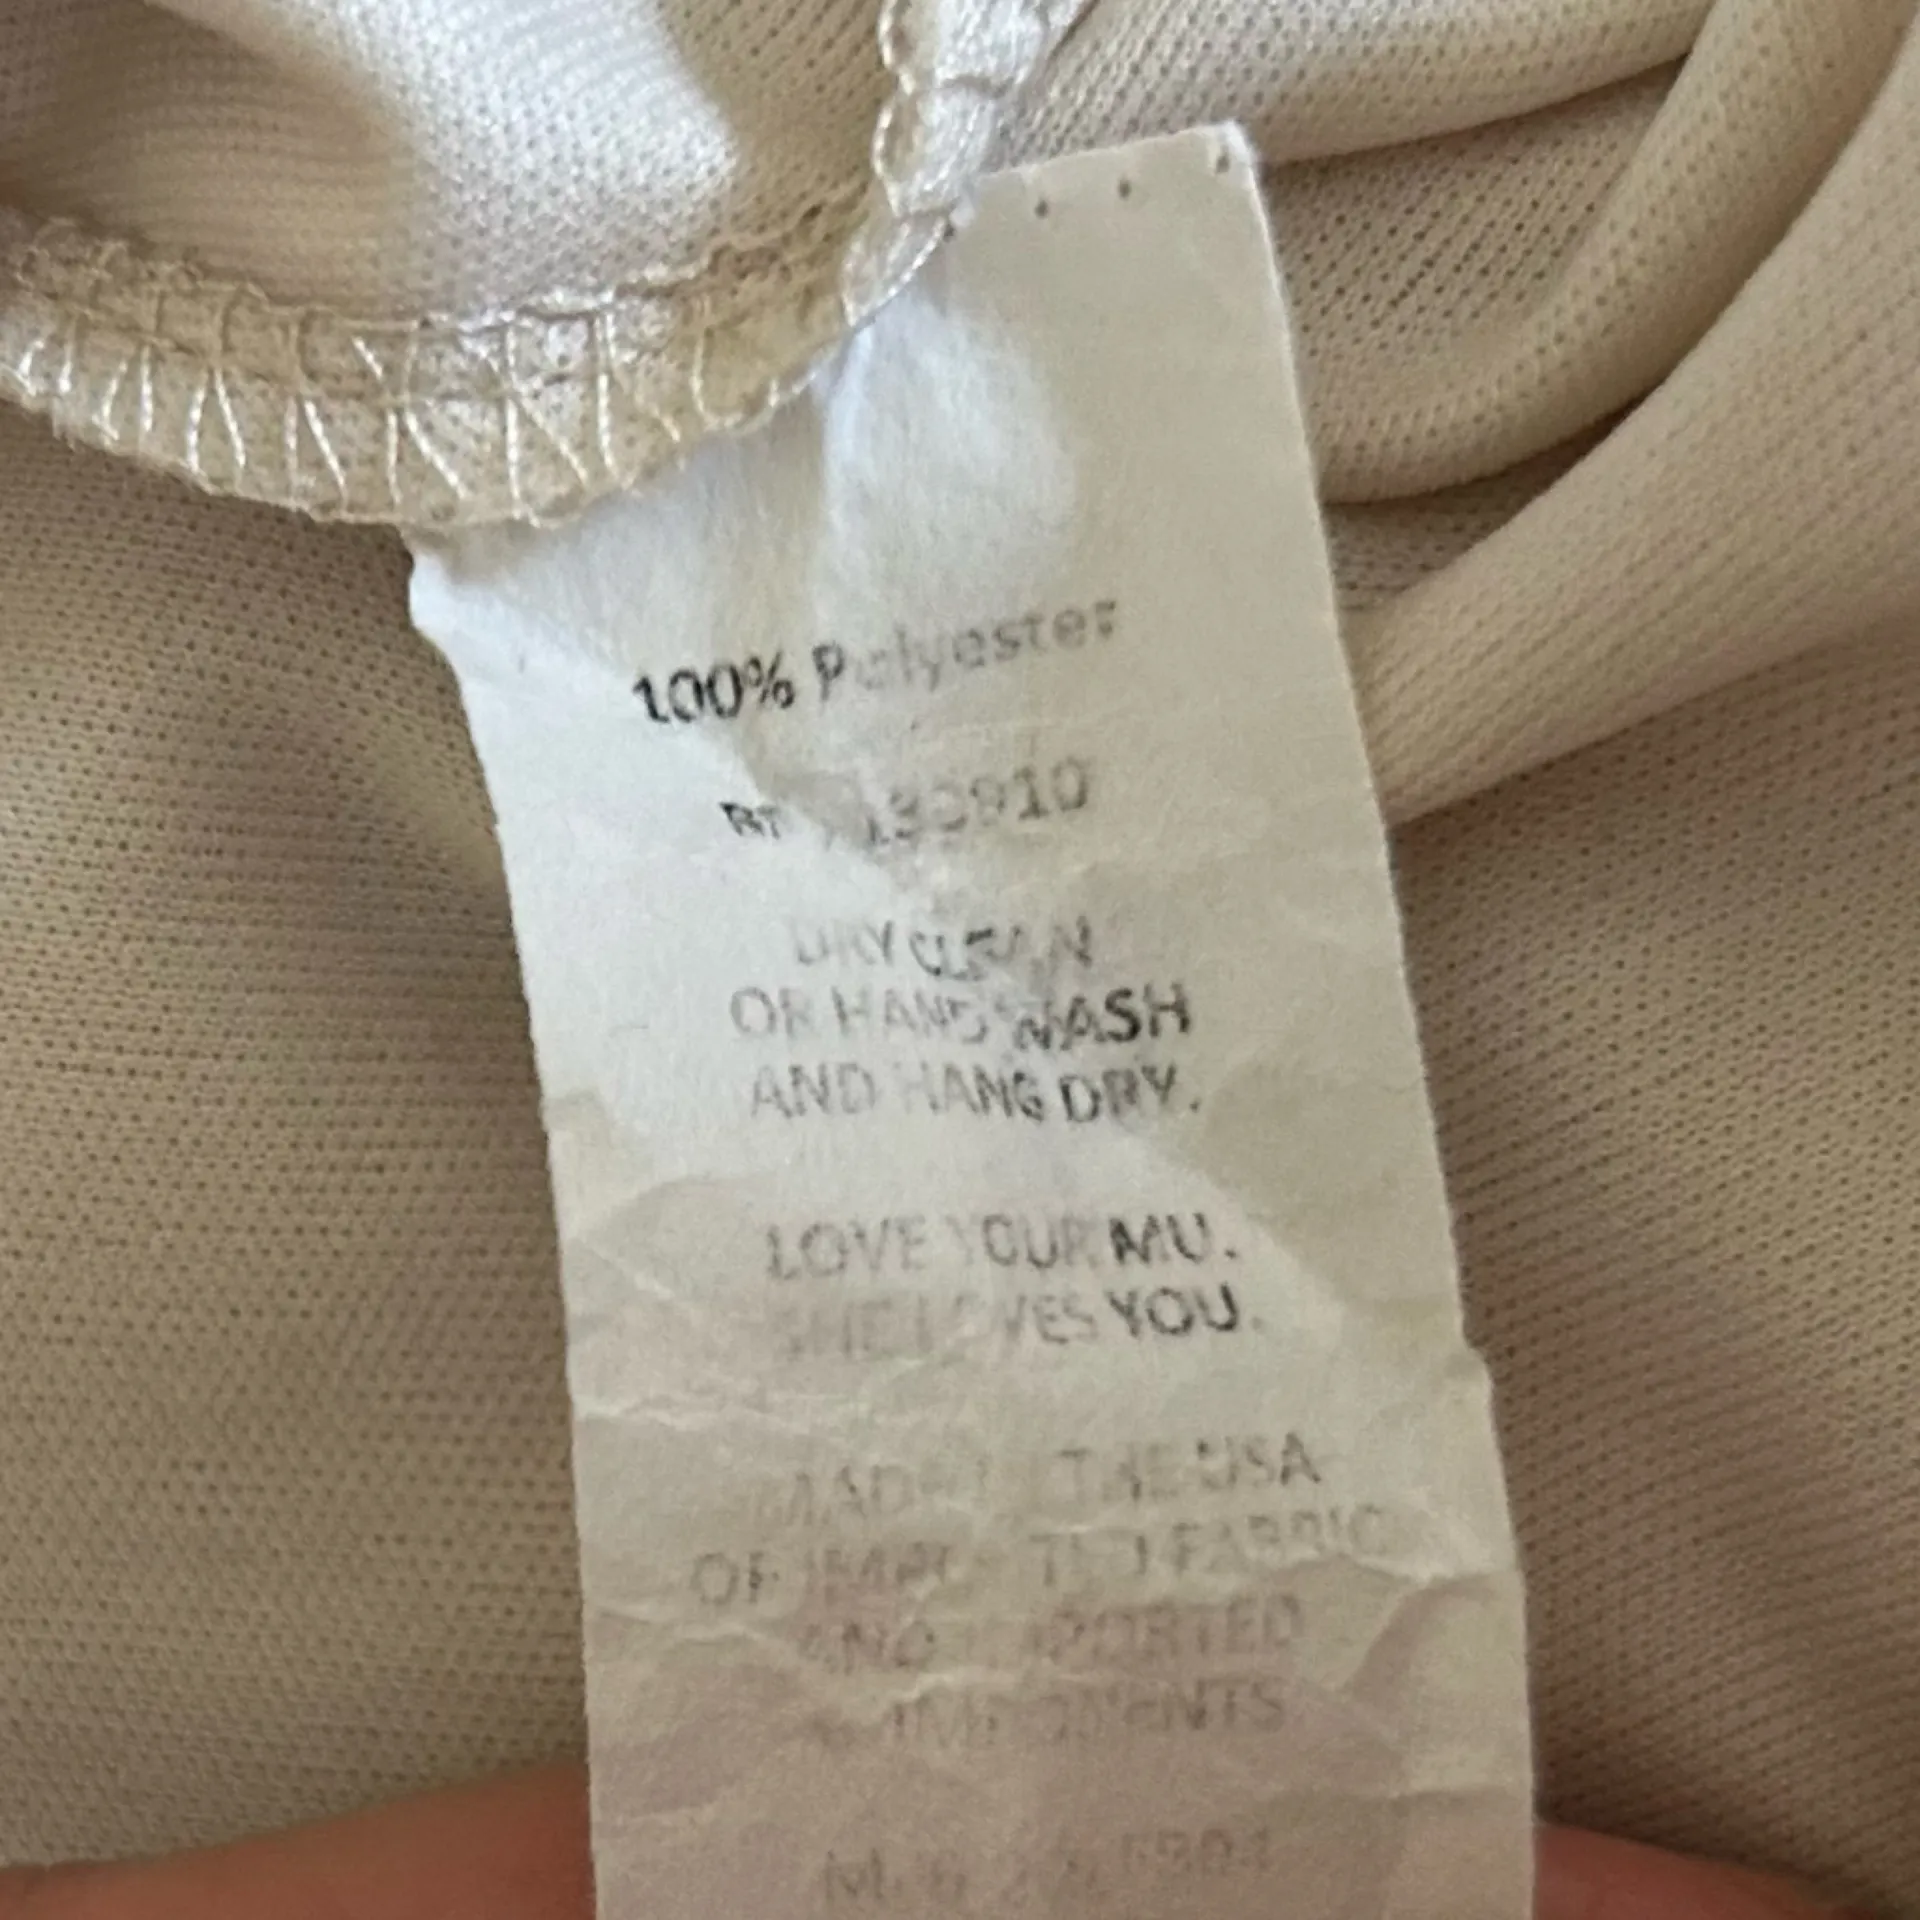 100% Polyester
DRY CLEAN
OR HAND WASH
AND HANG DRY.
LOVE YOUR MU.
SHE LOVES YOU.
MADE THE USA
OF IMPORTED FABRIC
AND IMPORTED
COMPONENTS